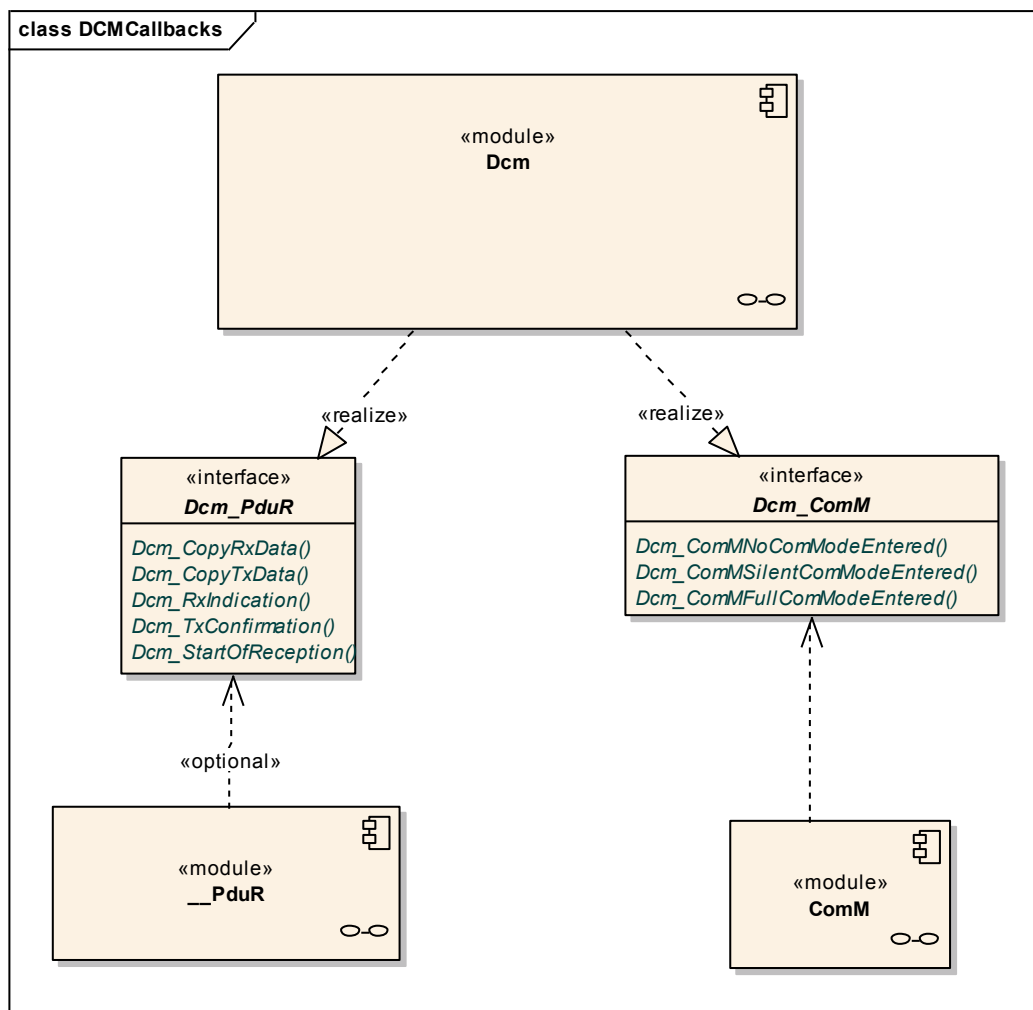 class DCMCallbacks
«module»
Dcm
«realize»
«realize»
«interface»
Dcm_PduR
Dcm_CopyRxData()
Dcm_CopyTxData()
Dcm_RxIndication()
Dcm_TxConfirmation()
Dcm_StartOfReception()
«interface»
Dcm_ComM
Dcm_ComMNoComModeEntered()
Dcm_ComMSilentComModeEntered()
Dcm_ComMFullComModeEntered()
«optional»
«module»
__PduR
«module»
ComM